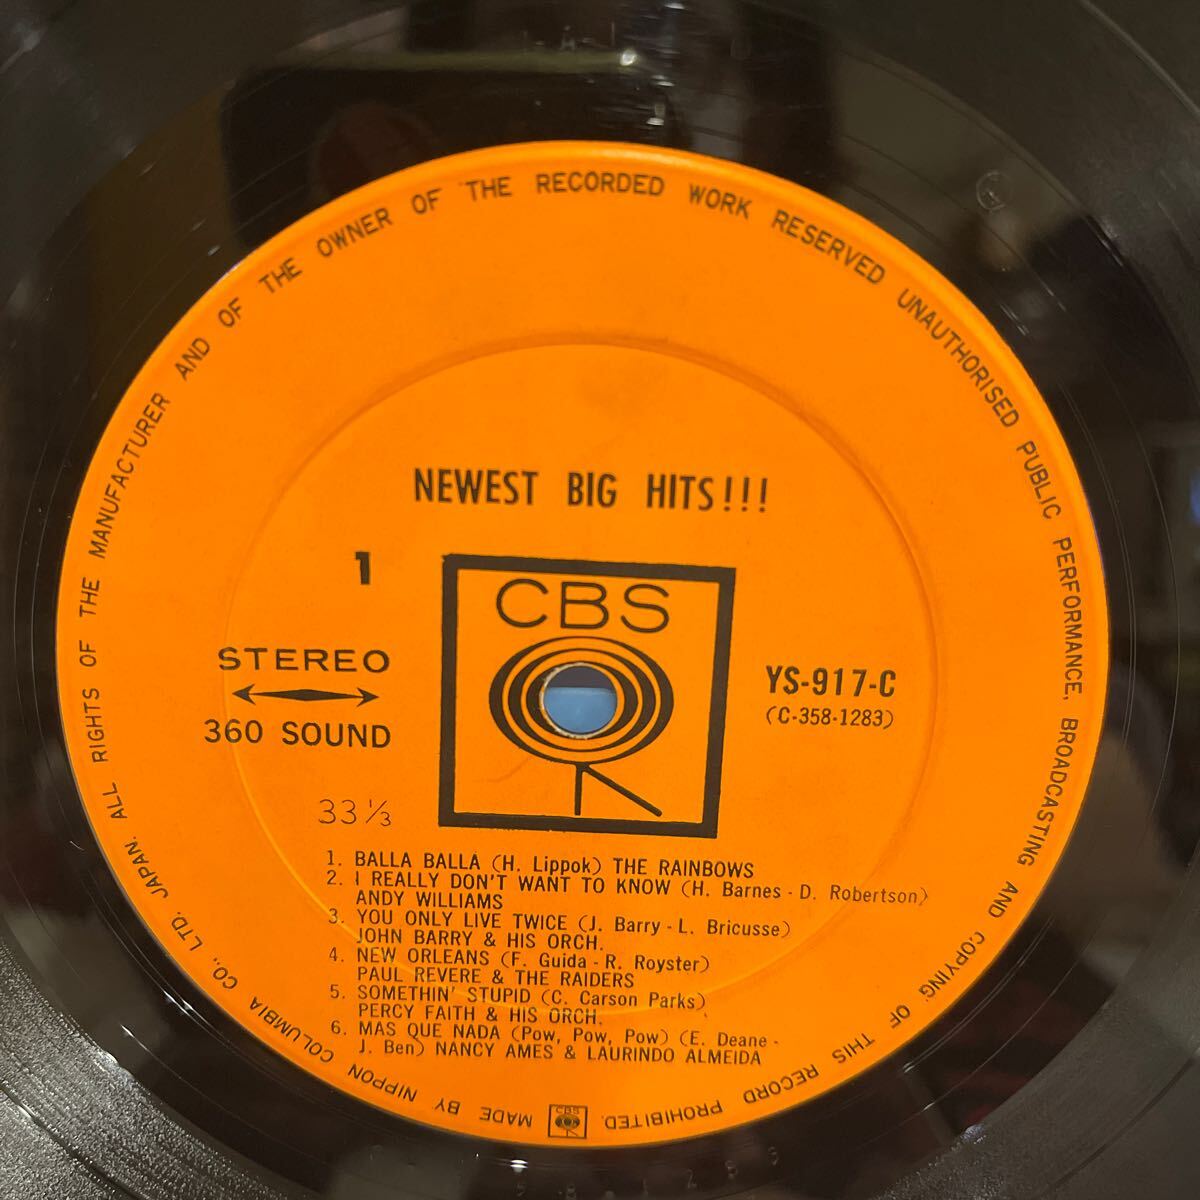 ALL RIGHTS OF THE MANUFACTURER AND OF THE OWNER OF THE RECORDED WORK RESERVED UNAUTHORISED PUBLIC PERFORMANCE, BROADCASTING AND COPYING OF THIS RECORD PROHIBITED.
NEWEST BIG HITS!!!
1
CBS
STEREO
360 SOUND
YS-917-C
(C-358-1283)
33 1/3
1. BALLA BALLA (H. Lippok) THE RAINBOWS
2. I REALLY DON'T WANT TO KNOW (H. Barnes - D. Robertson)
ANDY WILLIAMS
3. YOU ONLY LIVE TWICE (J. Barry - L. Bricusse)
JOHN BARRY & HIS ORCH.
4. NEW ORLEANS (F. Guida - R. Royster)
PAUL REVERE & THE RAIDERS
5. SOMETHIN' STUPID (C. Carson Parks)
PERCY FAITH & HIS ORCH.
6. MAS QUE NADA (Pow, Pow, Pow) (E. Deane -
J. Ben) NANCY AMES & LAURINDO ALMEIDA
CBS
MADE BY NIPPON COLUMBIA CO., LTD. JAPAN.